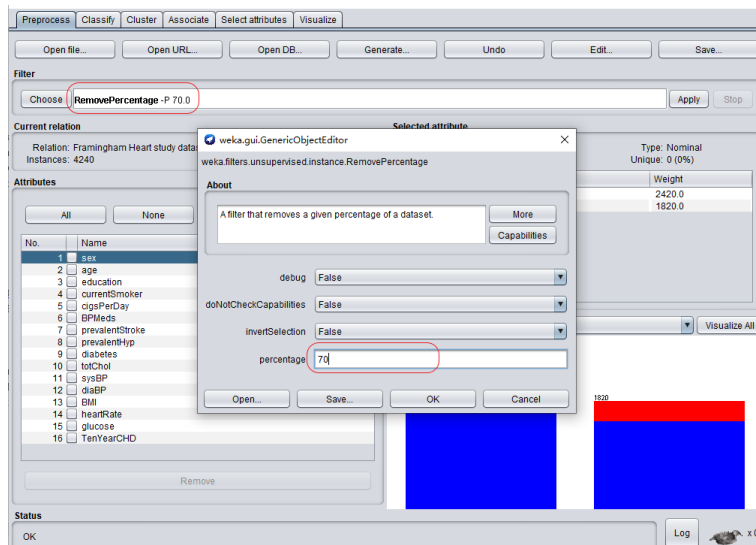 Preprocess Classify Cluster Associate Select attributes Visualize
Open file... Open URL... Open DB... Generate... Undo Edit... Save...
Filter
Choose RemovePercentage -P 70.0 Apply Stop
Current relation
Relation: Framingham Heart study data
Instances: 4240
Selected attribute
Type: Nominal
Unique: 0 (0%)
Weight
2420.0
1820.0
Attributes
All None
No. Name
1 sex
2 age
3 education
4 currentSmoker
5 cigsPerDay
6 BPMeds
7 prevalentStroke
8 prevalentHyp
9 diabetes
10 totChol
11 sysBP
12 diaBP
13 BMI
14 heartRate
15 glucose
16 TenYearCHD
Remove
weka.gui.GenericObjectEditor
weka.filters.unsupervised.instance.RemovePercentage
About
A filter that removes a given percentage of a dataset.
More
Capabilities
debug False
doNotCheckCapabilities False
invertSelection False
percentage 70
Open... Save... OK Cancel
Visualize All
1820
Status
OK
Log
x 0